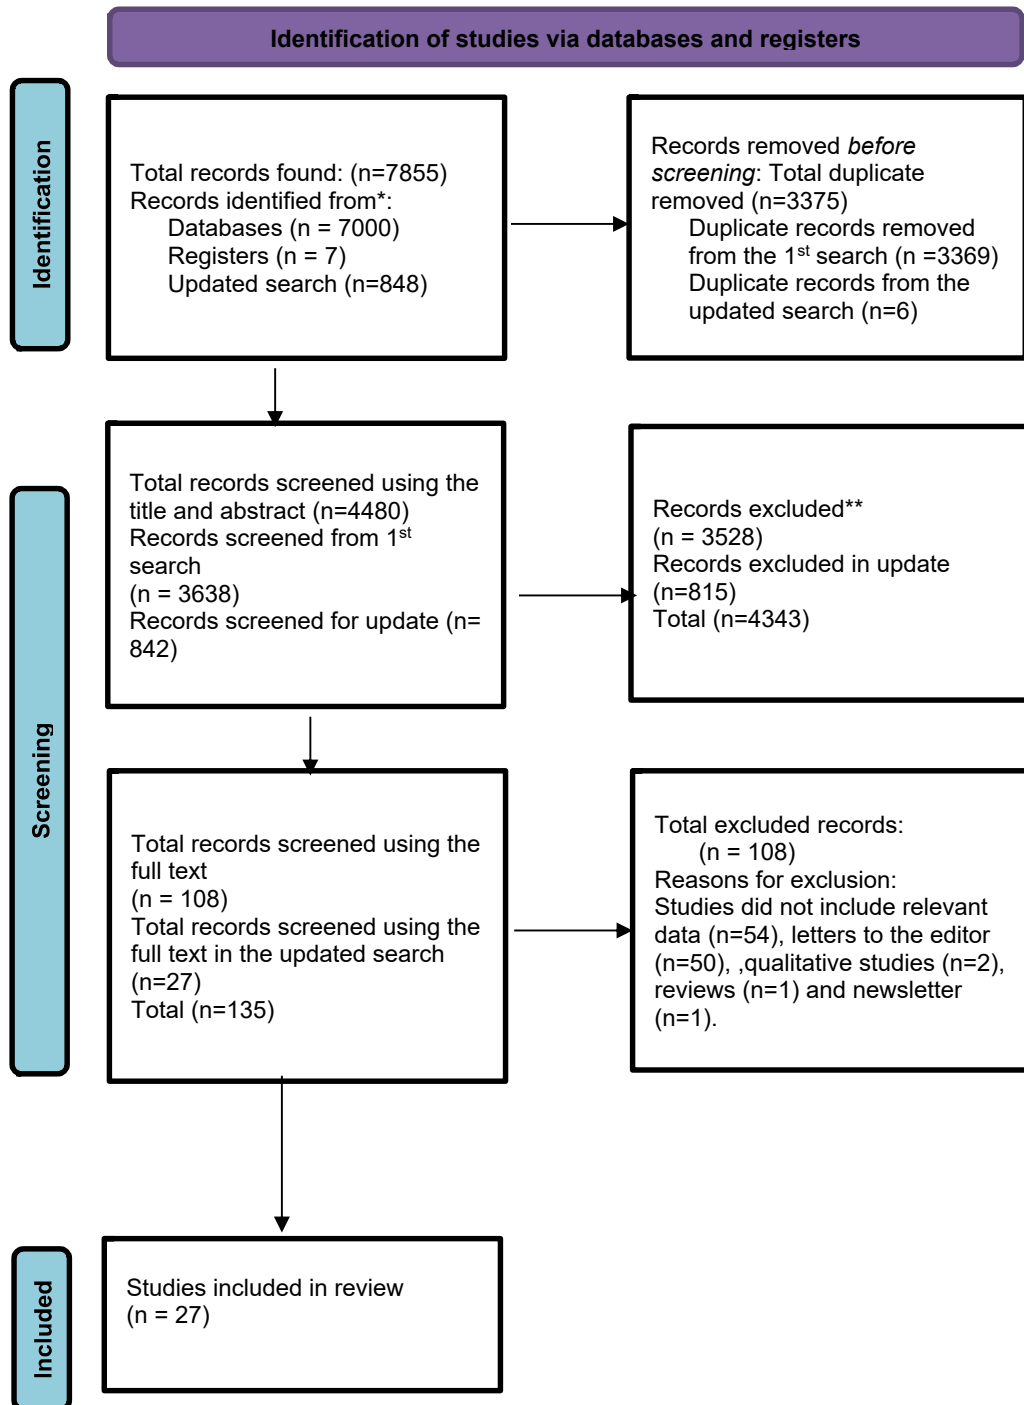 Identification of studies via databases and registers
Identification
Total records found: (n=7855)
Records identified from*:
Databases (n = 7000)
Registers (n = 7)
Updated search (n=848)
Records removed before
screening: Total duplicate
removed (n=3375)
Duplicate records removed
from the 1st search (n =3369)
Duplicate records from the
updated search (n=6)
Screening
Total records screened using the
title and abstract (n=4480)
Records screened from 1st
search
(n = 3638)
Records screened for update (n=
842)
Records excluded**
(n = 3528)
Records excluded in update
(n=815)
Total (n=4343)
Total records screened using the
full text
(n = 108)
Total records screened using the
full text in the updated search
(n=27)
Total (n=135)
Total excluded records:
(n = 108)
Reasons for exclusion:
Studies did not include relevant
data (n=54), letters to the editor
(n=50), ,qualitative studies (n=2),
reviews (n=1) and newsletter
(n=1).
Included
Studies included in review
(n = 27)